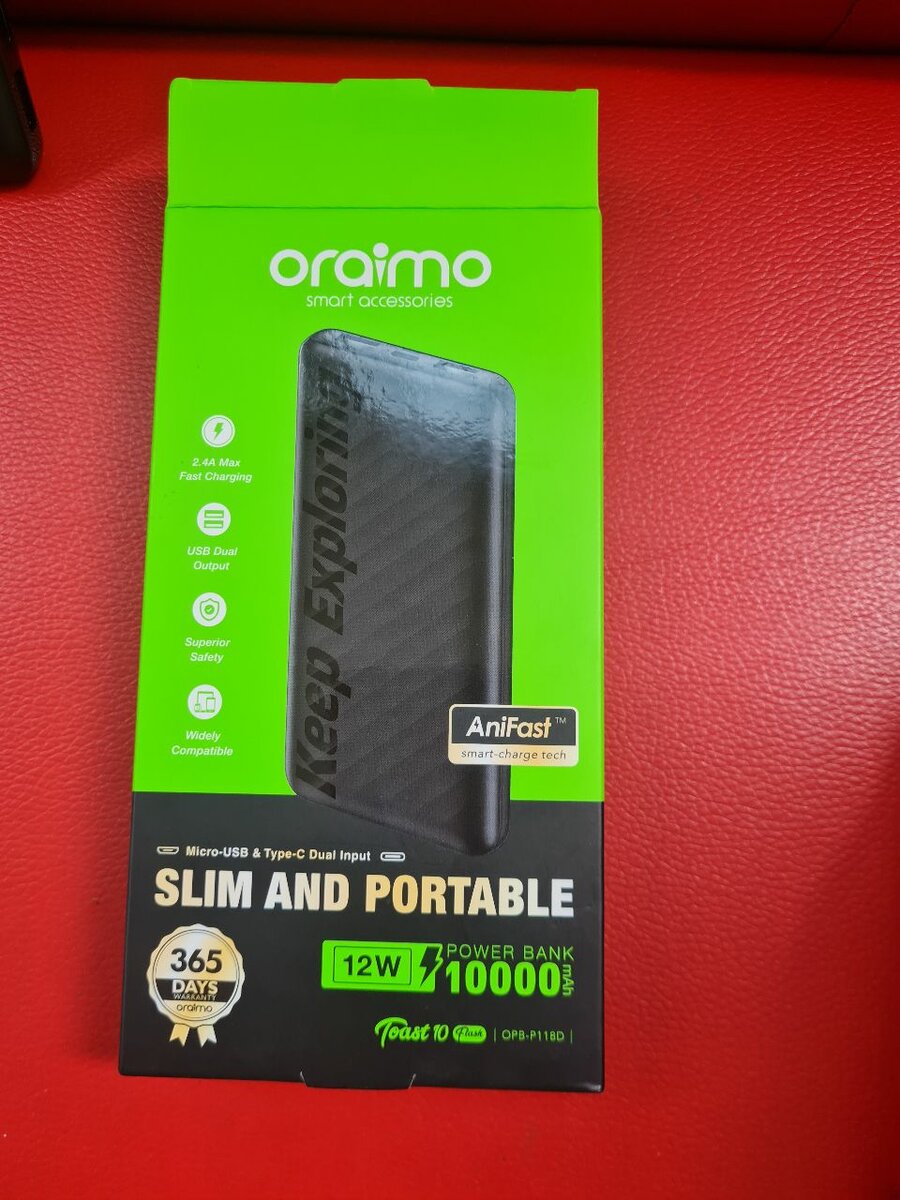 oraimo
smart accessories
Keep Exploring
2.4A Max
Fast Charging
USB Dual
Output
Superior
Safety
Widely
Compatible
AniFast™
smart-charge tech
Micro-USB & Type-C Dual Input
SLIM AND PORTABLE
365
DAYS
WARRANTY
oraimo
12W
POWER BANK
10000mAh
Toast 10 Flash | OPB-P118D |